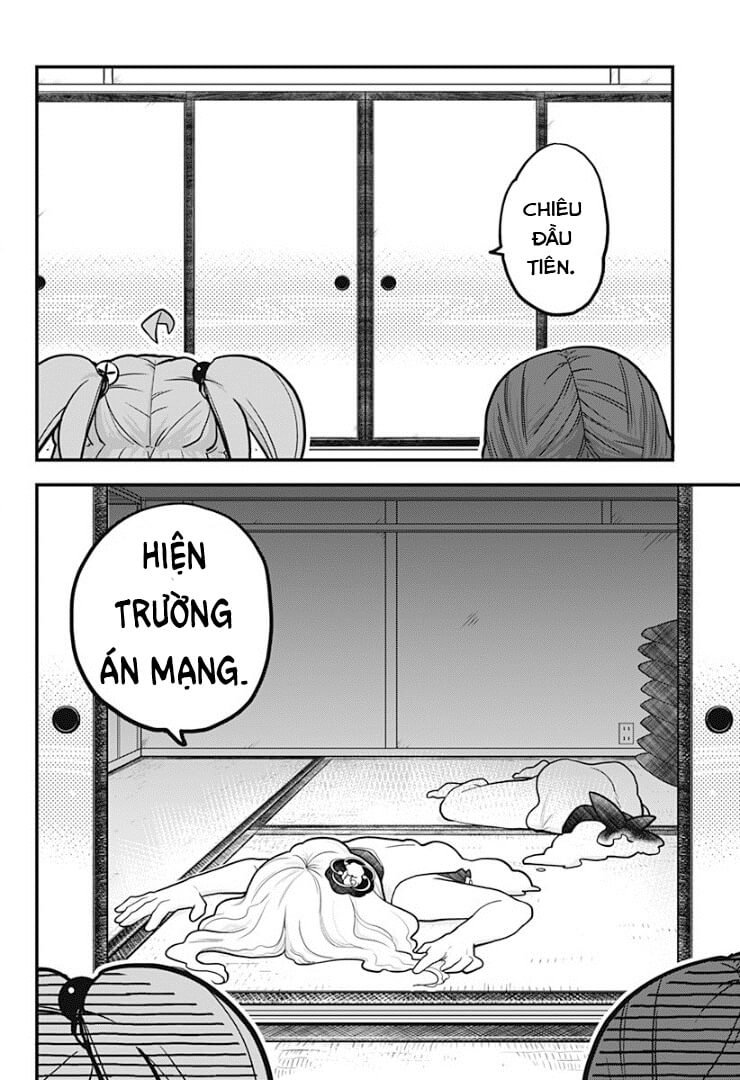 CHIÊU
ĐẦU
TIÊN.
HIỆN
TRƯỜNG
ÁN MẠNG.